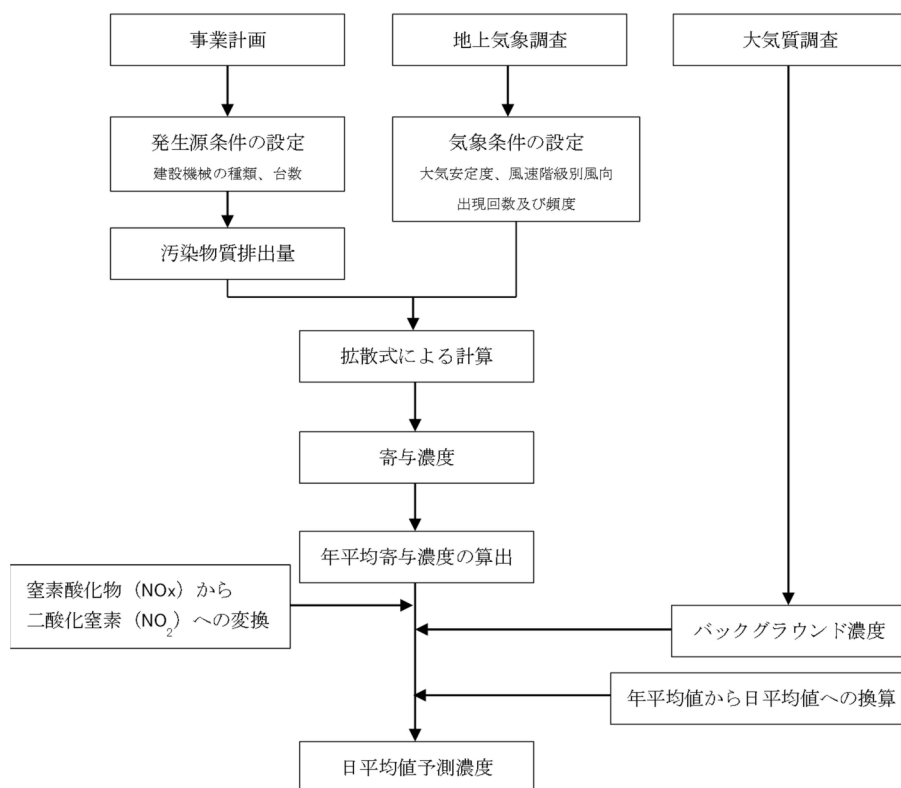 事業計画
地上気象調査
大気質調査
発生源条件の設定
建設機械の種類、台数
気象条件の設定
大気安定度、風速階級別風向
出現回数及び頻度
汚染物質排出量
拡散式による計算
寄与濃度
年平均寄与濃度の算出
窒素酸化物（NOx）から
二酸化窒素（NO₂）への変換
バックグラウンド濃度
年平均値から日平均値への換算
日平均値予測濃度